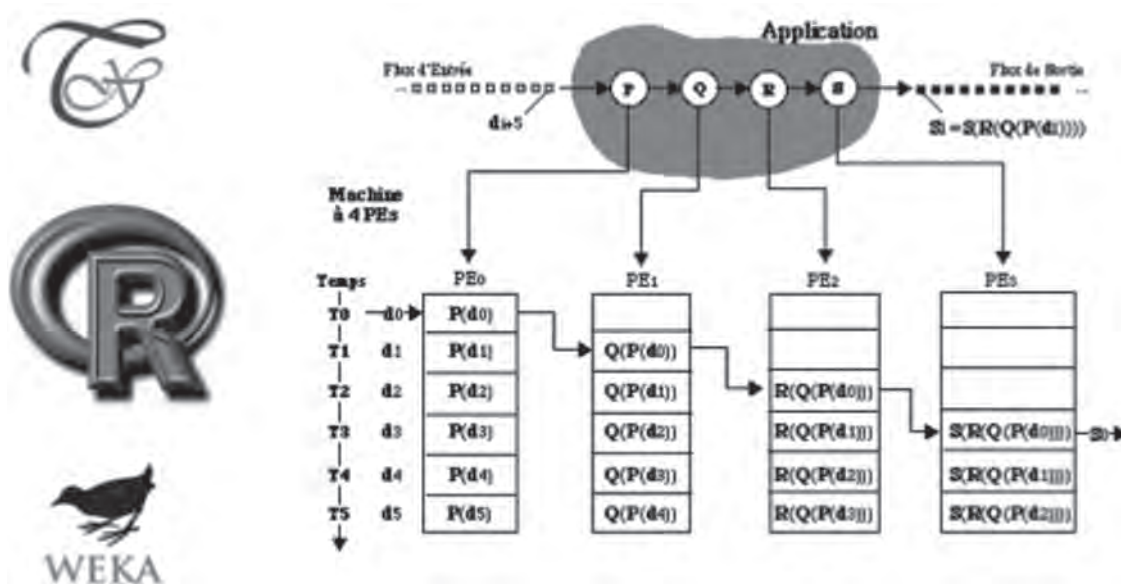 Application
Flux d'Entrée
Flux de Sortie
... 
P Q R S
...
di+5
Si = S(R(Q(P(di))))
Machine
à 4 PEs
R
Temps PE0 PE1 PE2 PE3
T0 d0 P(d0)
T1 d1 P(d1) Q(P(d0))
T2 d2 P(d2) Q(P(d1)) R(Q(P(d0)))
T3 d3 P(d3) Q(P(d2)) R(Q(P(d1))) S(R(Q(P(d0))))
T4 d4 P(d4) Q(P(d3)) R(Q(P(d2))) S(R(Q(P(d1))))
T5 d5 P(d5) Q(P(d4)) R(Q(P(d3))) S(R(Q(P(d2))))
WEKA